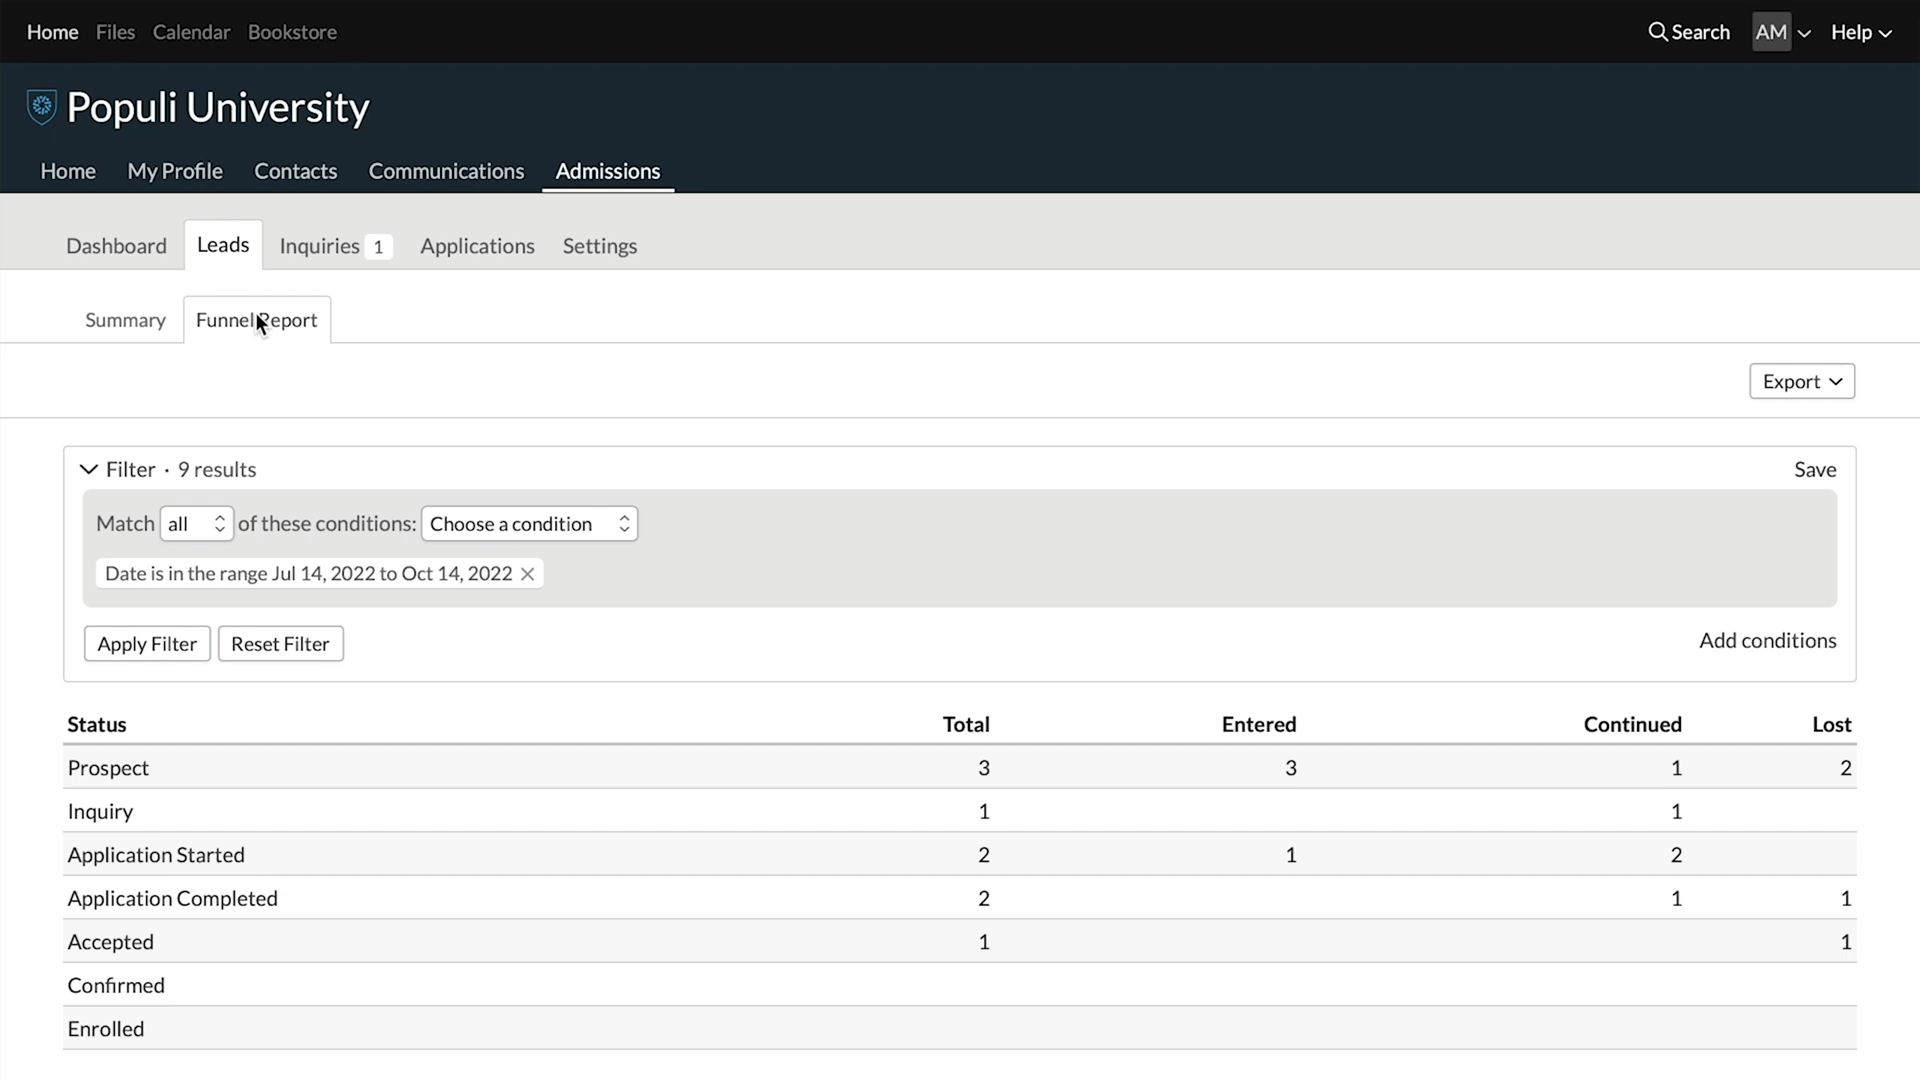 Home Files Calendar Bookstore Search AM Help
Populi University
Home My Profile Contacts Communications Admissions
Dashboard Leads Inquiries 1 Applications Settings
Summary Funnel Report
Export
Filter · 9 results Save
Match all of these conditions: Choose a condition
Date is in the range Jul 14, 2022 to Oct 14, 2022
Apply Filter Reset Filter Add conditions
Status Total Entered Continued Lost
Prospect 3 3 1 2
Inquiry 1 1
Application Started 2 1 2
Application Completed 2 1 1
Accepted 1 1
Confirmed
Enrolled